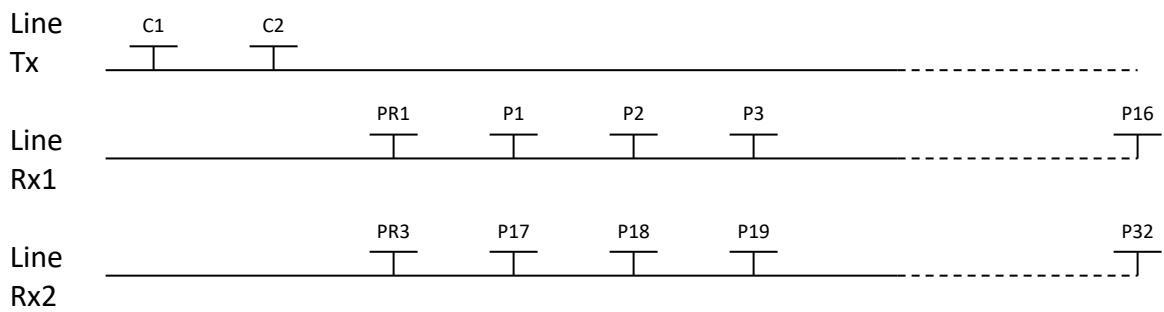 Line
Tx
C1 C2
Line
Rx1
PR1 P1 P2 P3 P16
Line
Rx2
PR3 P17 P18 P19 P32